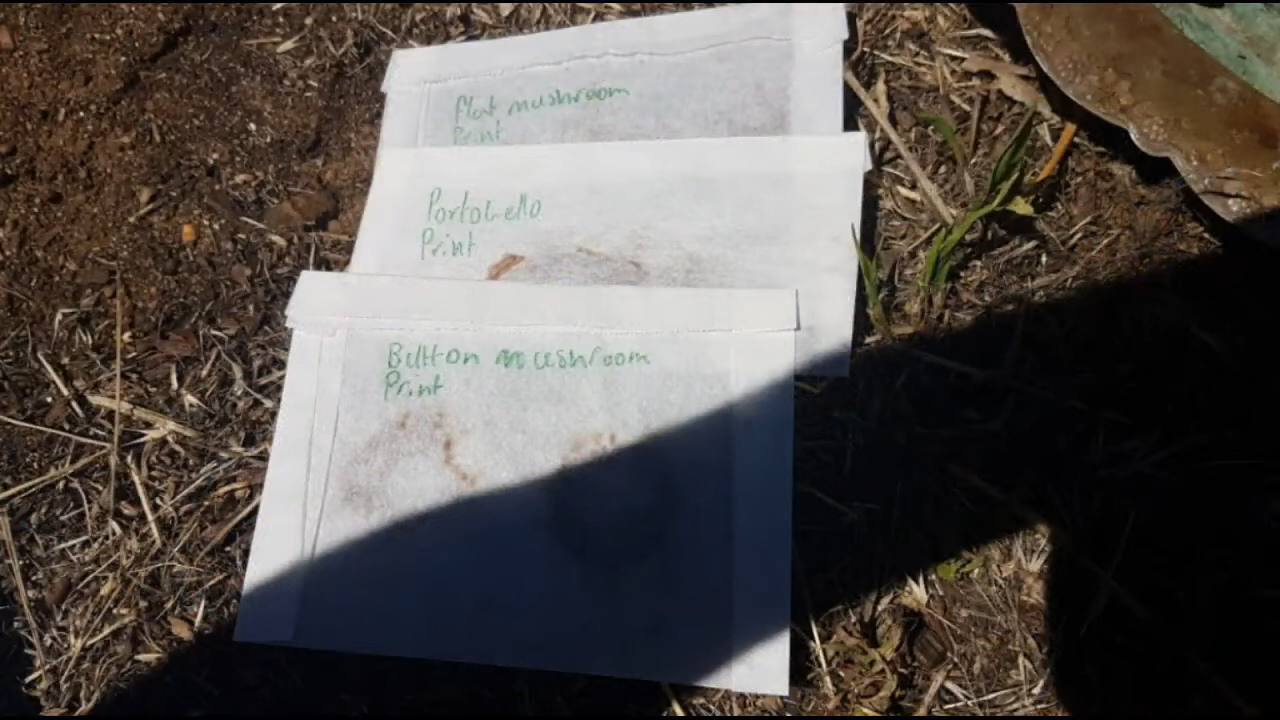 flat mushroom
Print
Portobello
Print
Button mushroom
Print